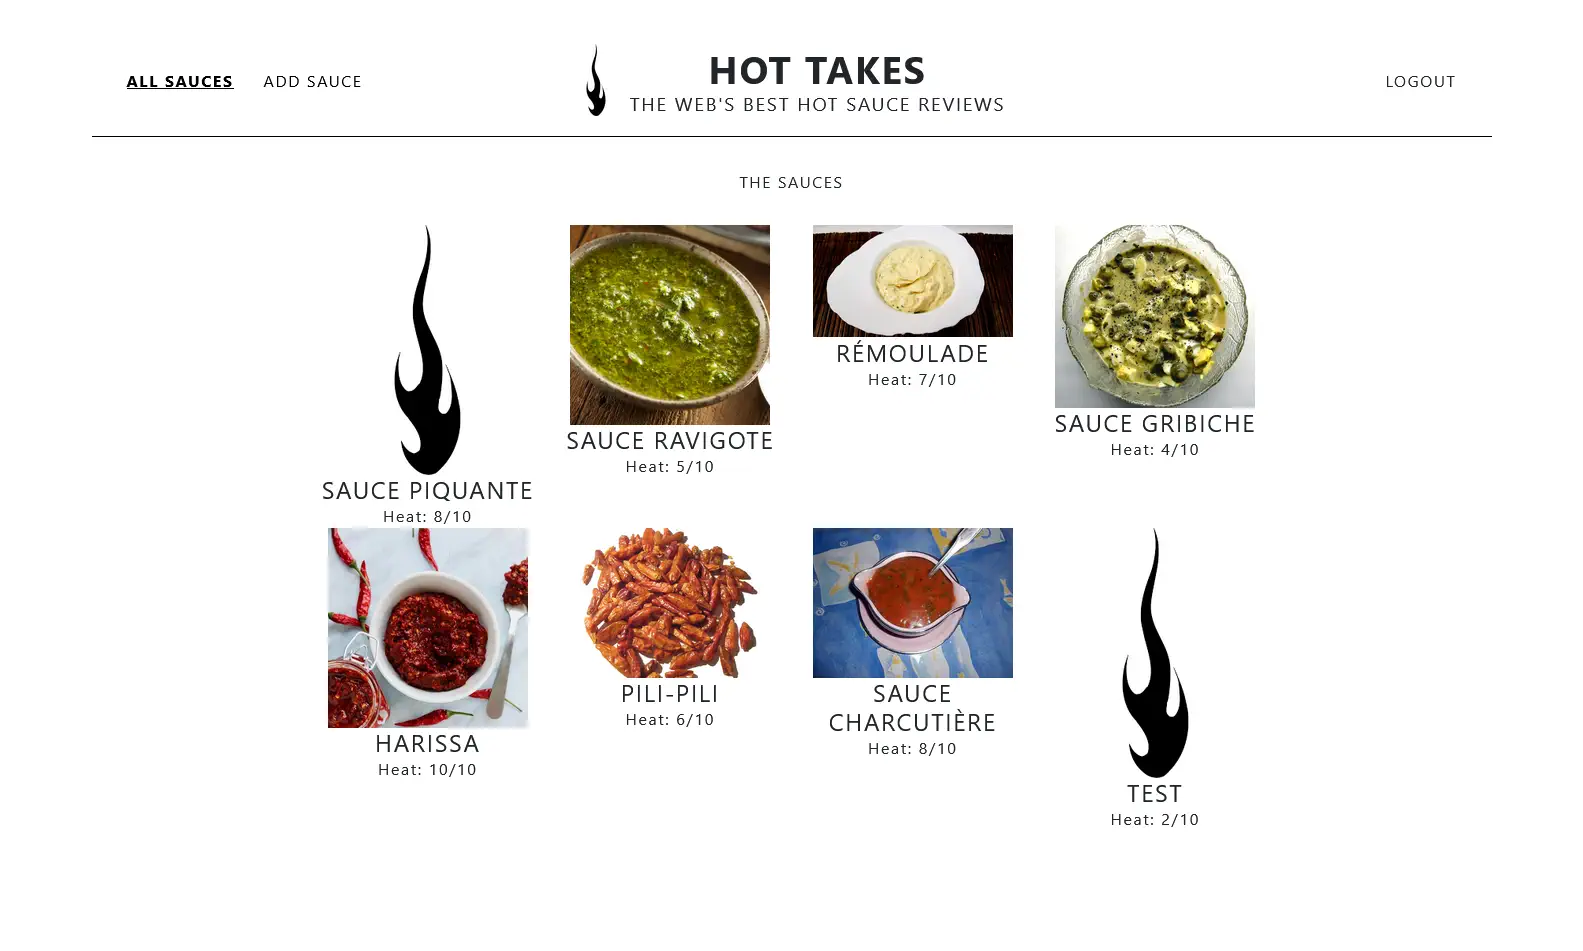 ALL SAUCES
ADD SAUCE
HOT TAKES
THE WEB'S BEST HOT SAUCE REVIEWS
LOGOUT
THE SAUCES
SAUCE PIQUANTE
Heat: 8/10
SAUCE RAVIGOTE
Heat: 5/10
RÉMOULADE
Heat: 7/10
SAUCE GRIBICHE
Heat: 4/10
HARISSA
Heat: 10/10
PILI-PILI
Heat: 6/10
SAUCE
CHARCUTIÈRE
Heat: 8/10
TEST
Heat: 2/10